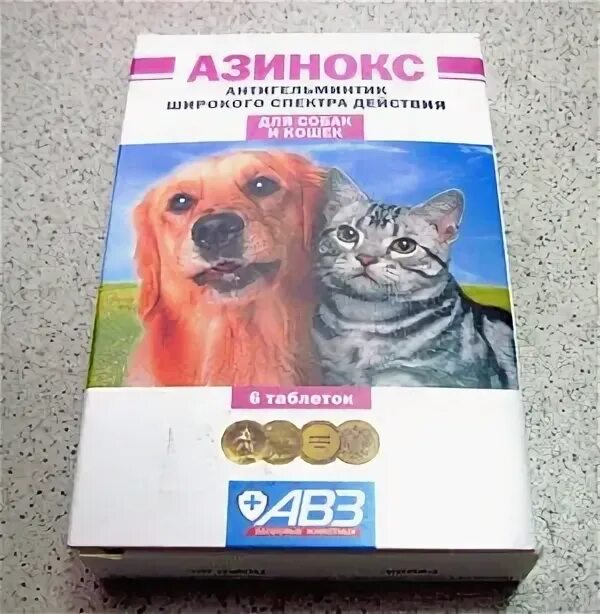 АЗИНОКС
АНТИГЕЛЬМИНТИК
ШИРОКОГО СПЕКТРА ДЕЙСТВИЯ
ДЛЯ СОБАК
И КОШЕК
6 таблеток
АВЗ